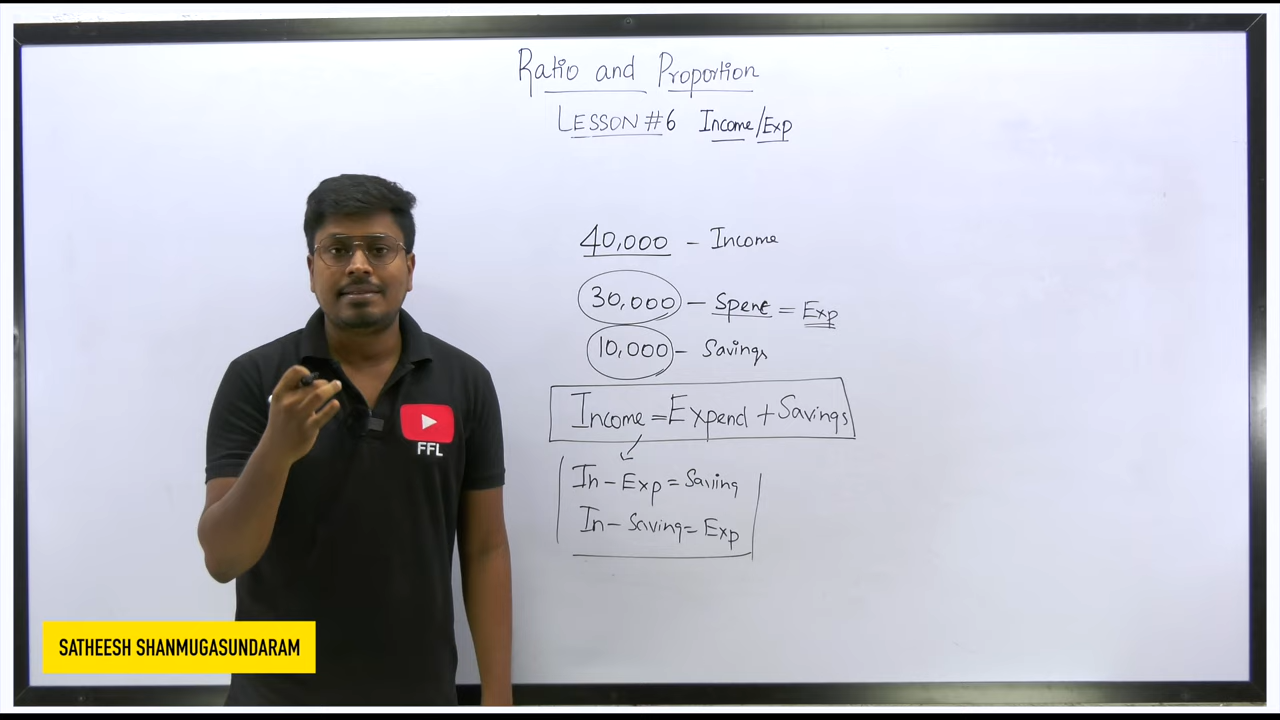 Ratio and Proportion
LESSON #6 Income/Exp
40,000 - Income
30,000 - Spent = Exp
10,000 - Savings
Income = Expend + Savings
In - Exp = Saving
In - Saving = Exp
FFL
SATHEESH SHANMUGASUNDARAM